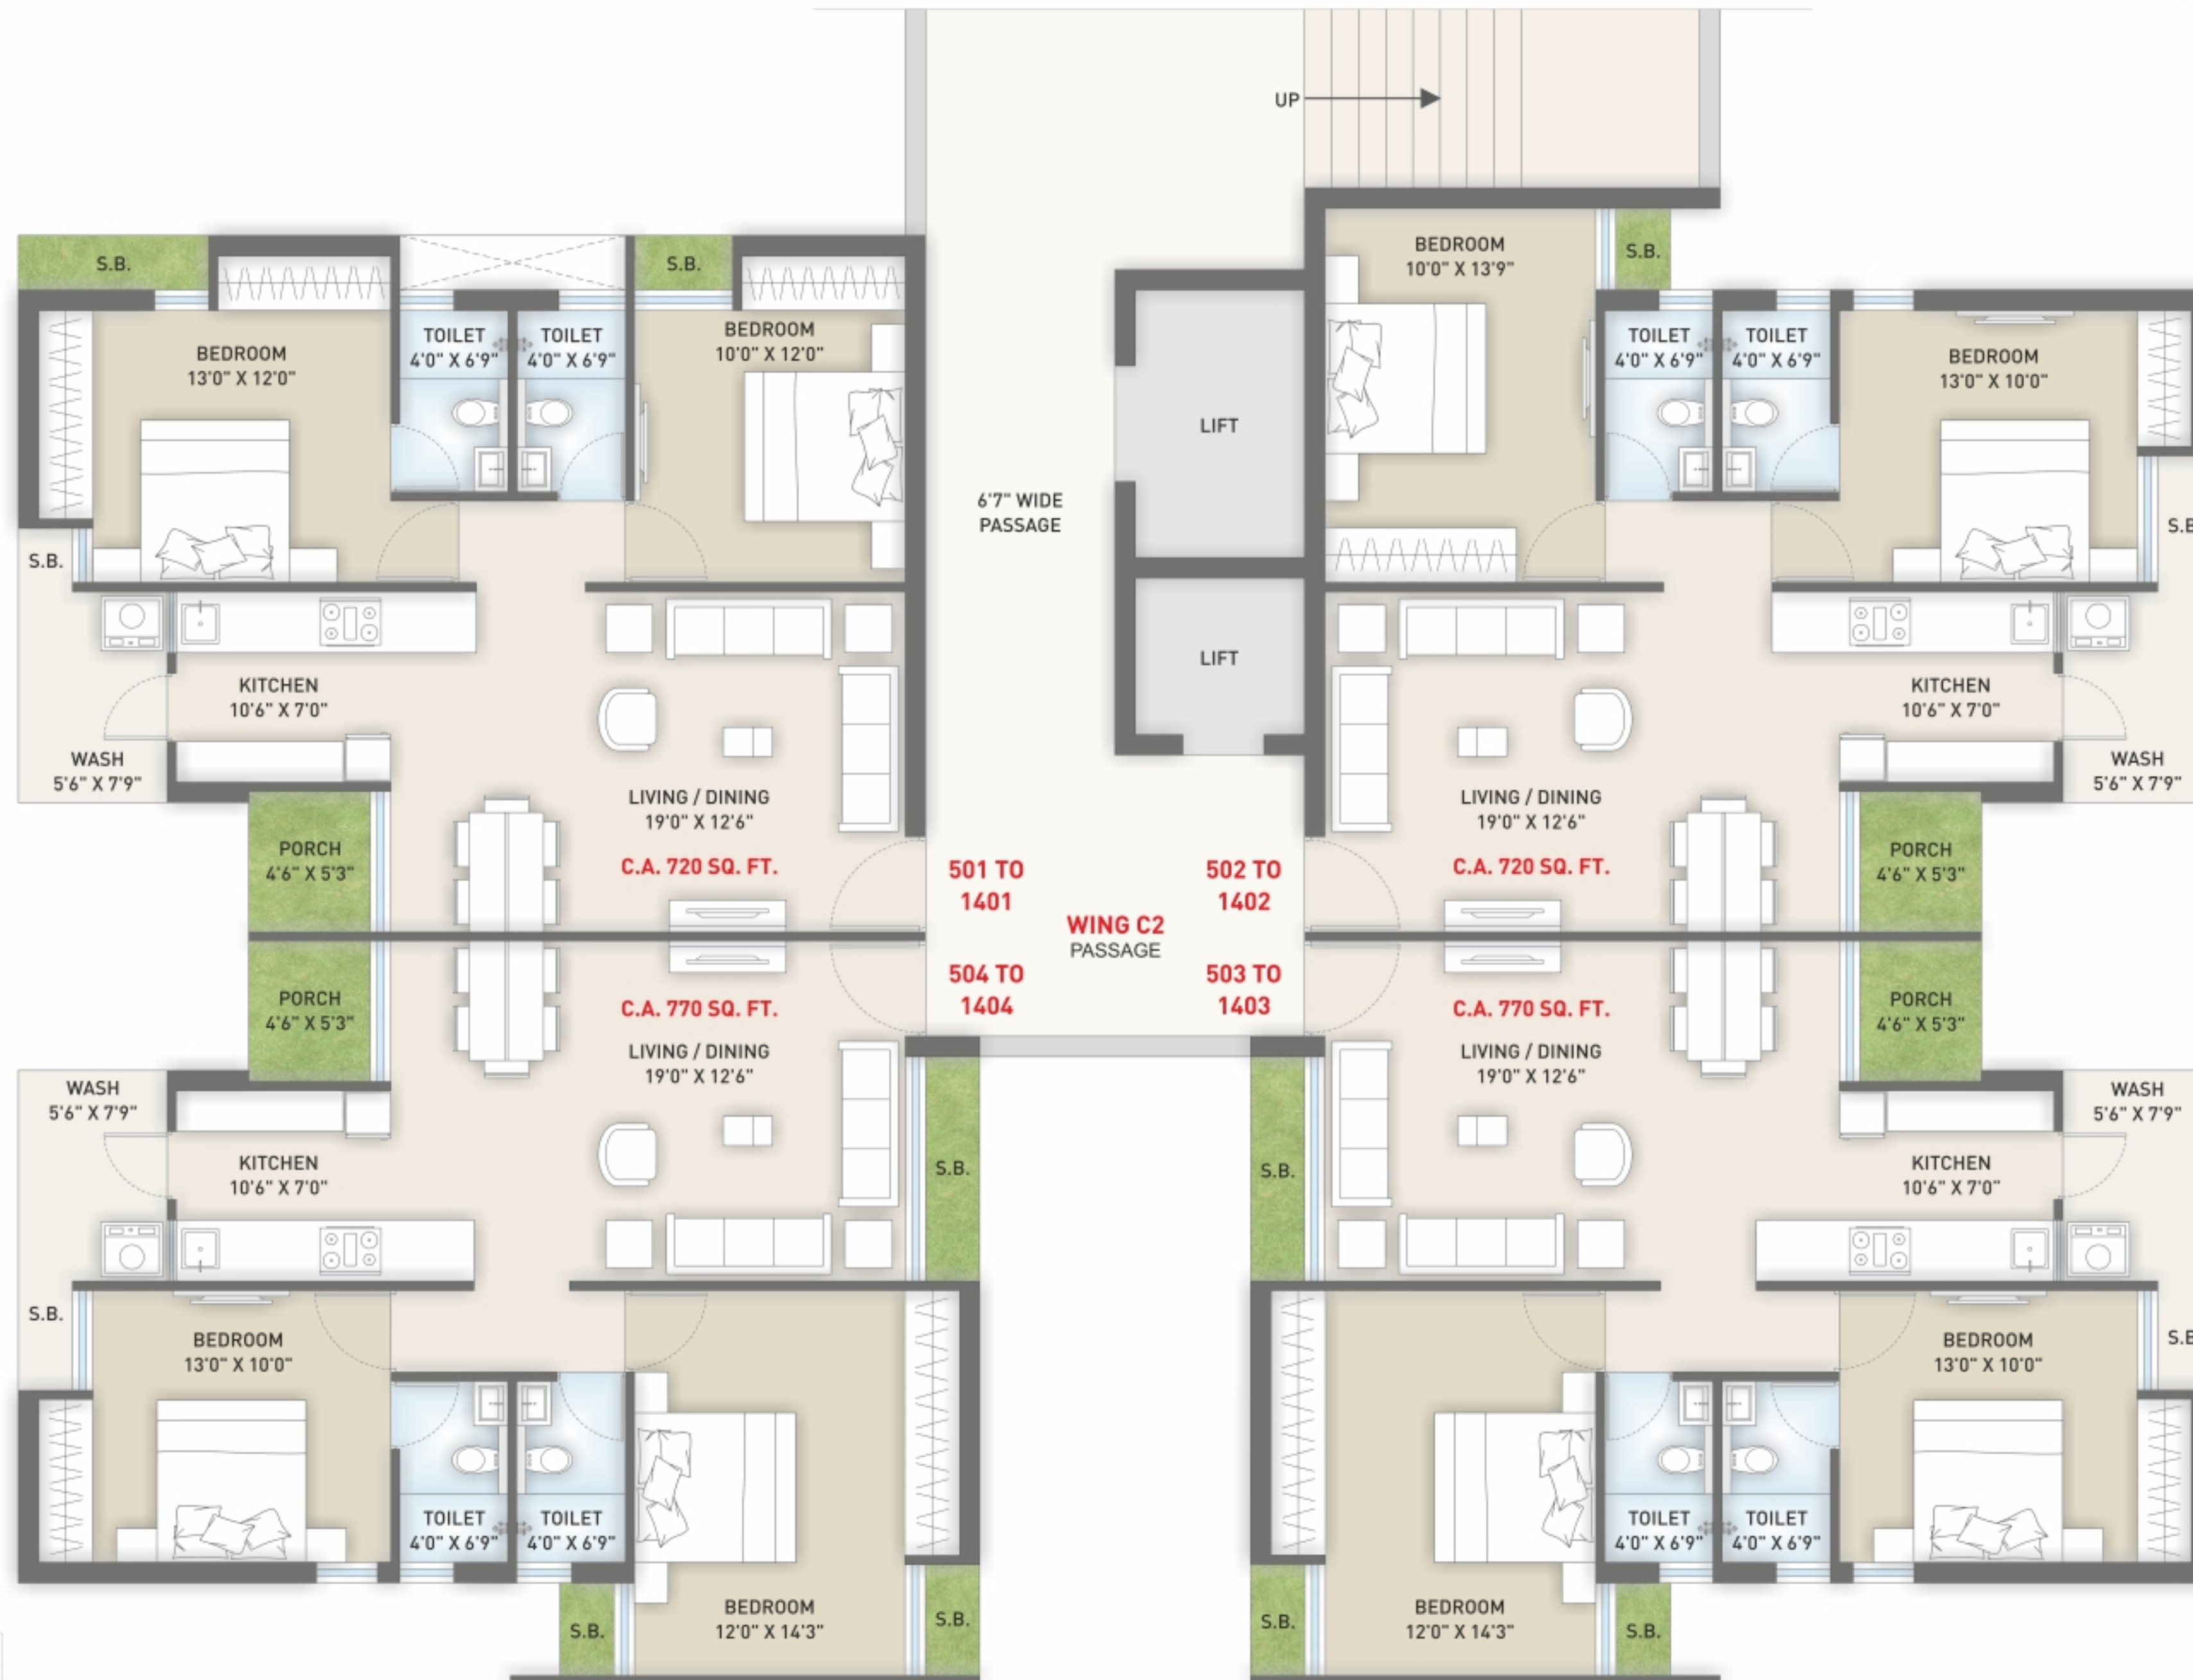 UP
S.B.
TOILET
4'0" X 6'9"
TOILET
4'0" X 6'9"
S.B.
BEDROOM
10'0" X 12'0"
BEDROOM
13'0" X 12'0"
BEDROOM
10'0" X 13'9"
S.B.
TOILET
4'0" X 6'9"
TOILET
4'0" X 6'9"
BEDROOM
13'0" X 10'0"
LIFT
6'7" WIDE
PASSAGE
S.B.
S.B
LIFT
KITCHEN
10'6" X 7'0"
WASH
5'6" X 7'9"
LIVING / DINING
19'0" X 12'6"
C.A. 720 SQ. FT.
PORCH
4'6" X 5'3"
501 TO
1401
502 TO
1402
LIVING / DINING
19'0" X 12'6"
C.A. 720 SQ. FT.
KITCHEN
10'6" X 7'0"
WASH
5'6" X 7'9"
PORCH
4'6" X 5'3"
WING C2
PASSAGE
504 TO
1404
503 TO
1403
PORCH
4'6" X 5'3"
C.A. 770 SQ. FT.
LIVING / DINING
19'0" X 12'6"
C.A. 770 SQ. FT.
LIVING / DINING
19'0" X 12'6"
PORCH
4'6" X 5'3"
WASH
5'6" X 7'9"
KITCHEN
10'6" X 7'0"
S.B.
S.B.
KITCHEN
10'6" X 7'0"
WASH
5'6" X 7'9"
S.B.
BEDROOM
13'0" X 10'0"
BEDROOM
13'0" X 10'0"
S.B
TOILET
4'0" X 6'9"
TOILET
4'0" X 6'9"
TOILET
4'0" X 6'9"
TOILET
4'0" X 6'9"
S.B.
BEDROOM
12'0" X 14'3"
S.B.
S.B.
BEDROOM
12'0" X 14'3"
S.B.